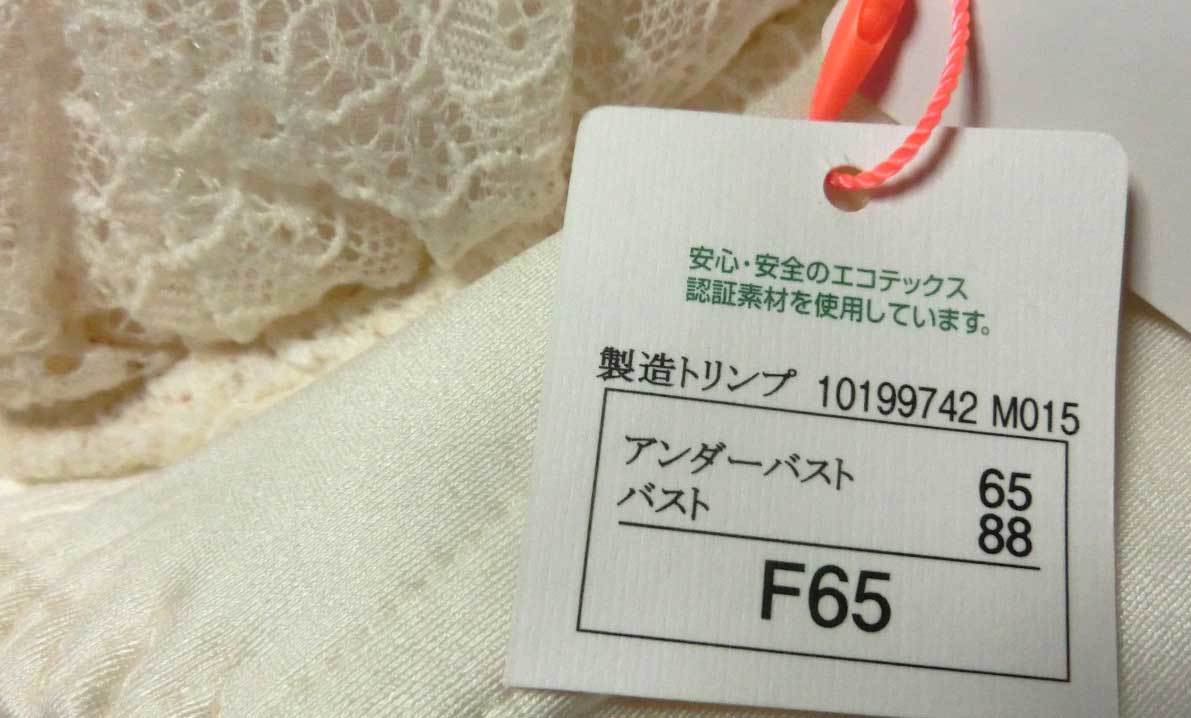 安心・安全のエコテックス
認証素材を使用しています。
製造トリンプ 10199742 M015
アンダーバスト 65
バスト 88
F65